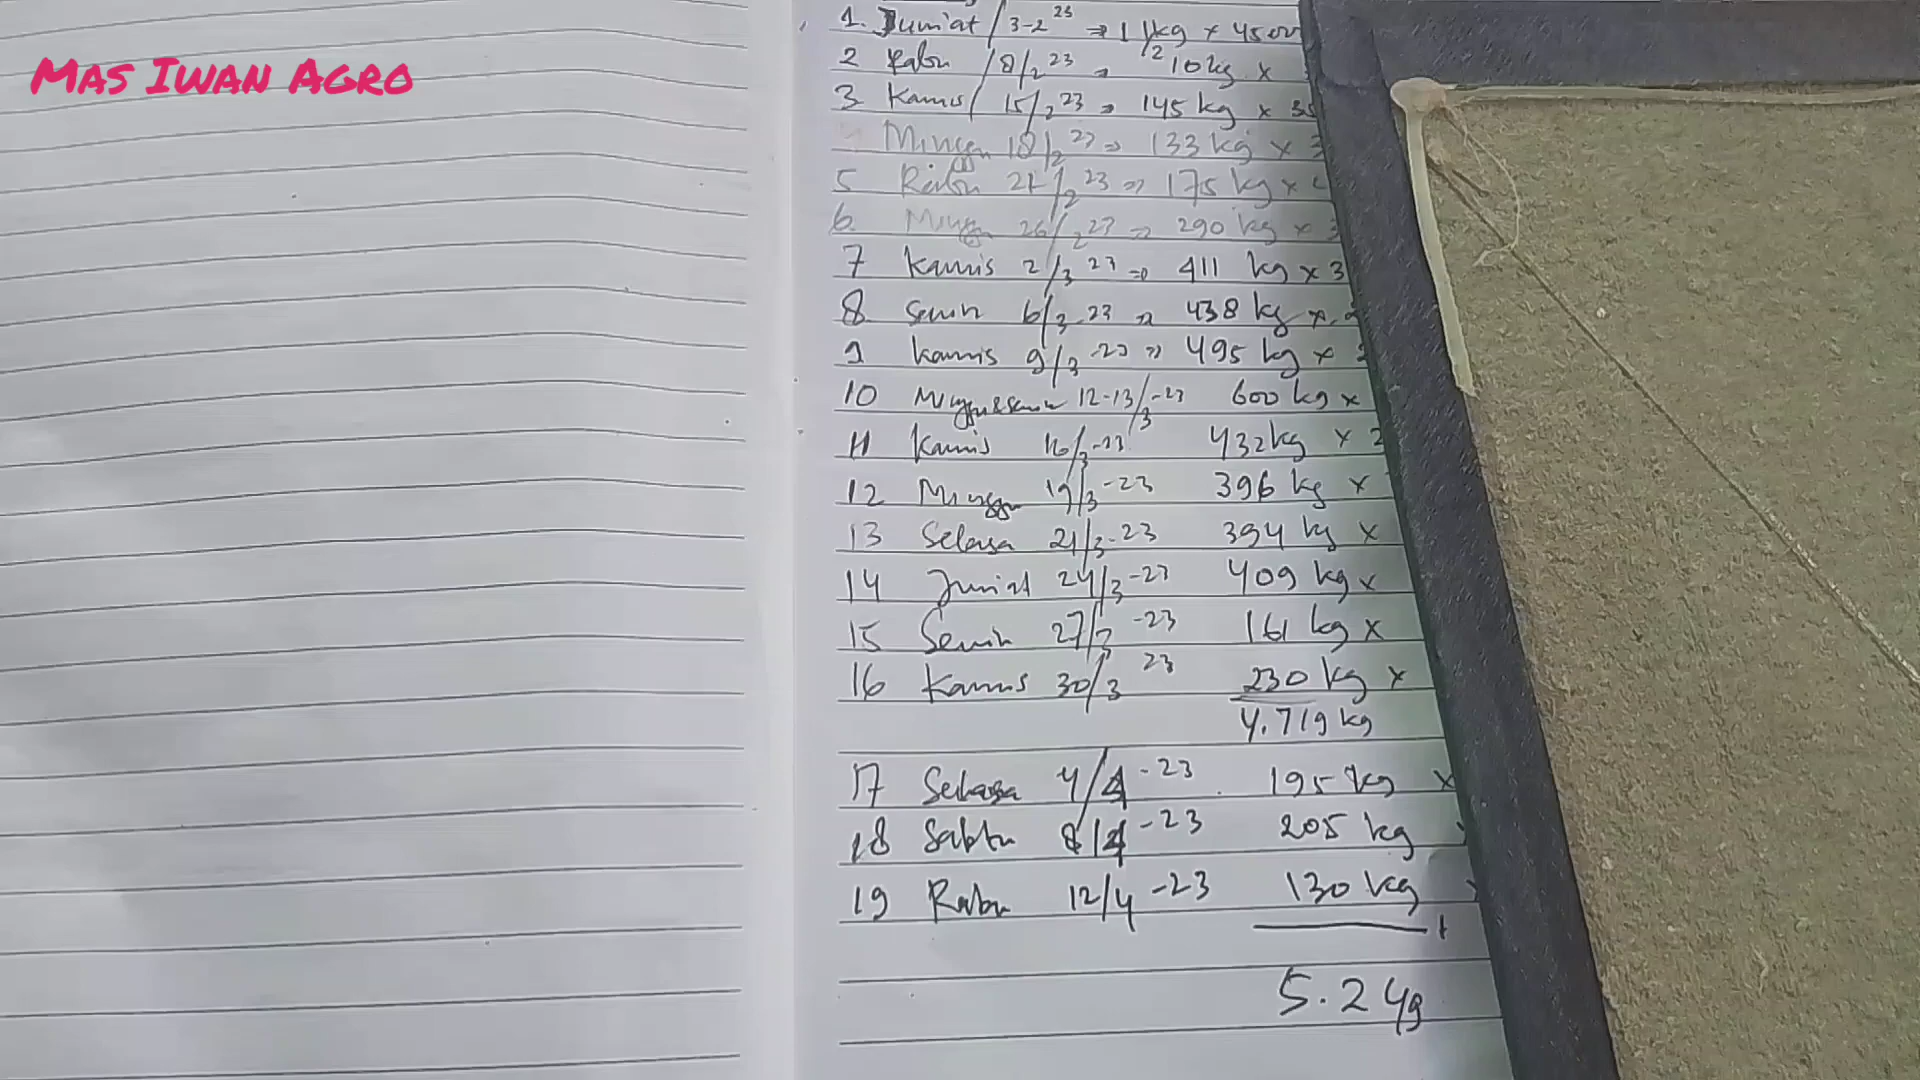 MAS IWAN AGRO
1. Jum'at / 3-2 23 => 1 1/2 kg x 4500
2 Rabu / 8/2 23 => 10 kg x
3 Kamis / 15/2 23 => 145 kg x 35
Minggu 18/2 23 => 133 kg x 3
5 Rabu 21/2 23 => 175 kg x
6. Minggu 26/2 23 => 290 kg x 3
7 Kamis 2/3 23 => 411 kg x 3
8 Senin 6/3 23 => 438 kg x
9 Kamis 9/3 -23 => 495 kg x
10 Minggu & Senin 12-13/3 -23 600 kg x
11 Kamis 16/3 -23 432 kg x 2
12 Minggu 19/3 -23 396 kg x
13 Selasa 21/3 -23 394 kg x
14 Jum'at 24/3 -23 409 kg x
15 Senin 27/3 -23 161 kg x
16 Kamis 30/3 23 230 kg x
4.719 kg
17 Selasa 4/4 -23 195 kg x
18 Sabtu 8/4 -23 205 kg
19 Rabu 12/4 -23 130 kg
+
5.249